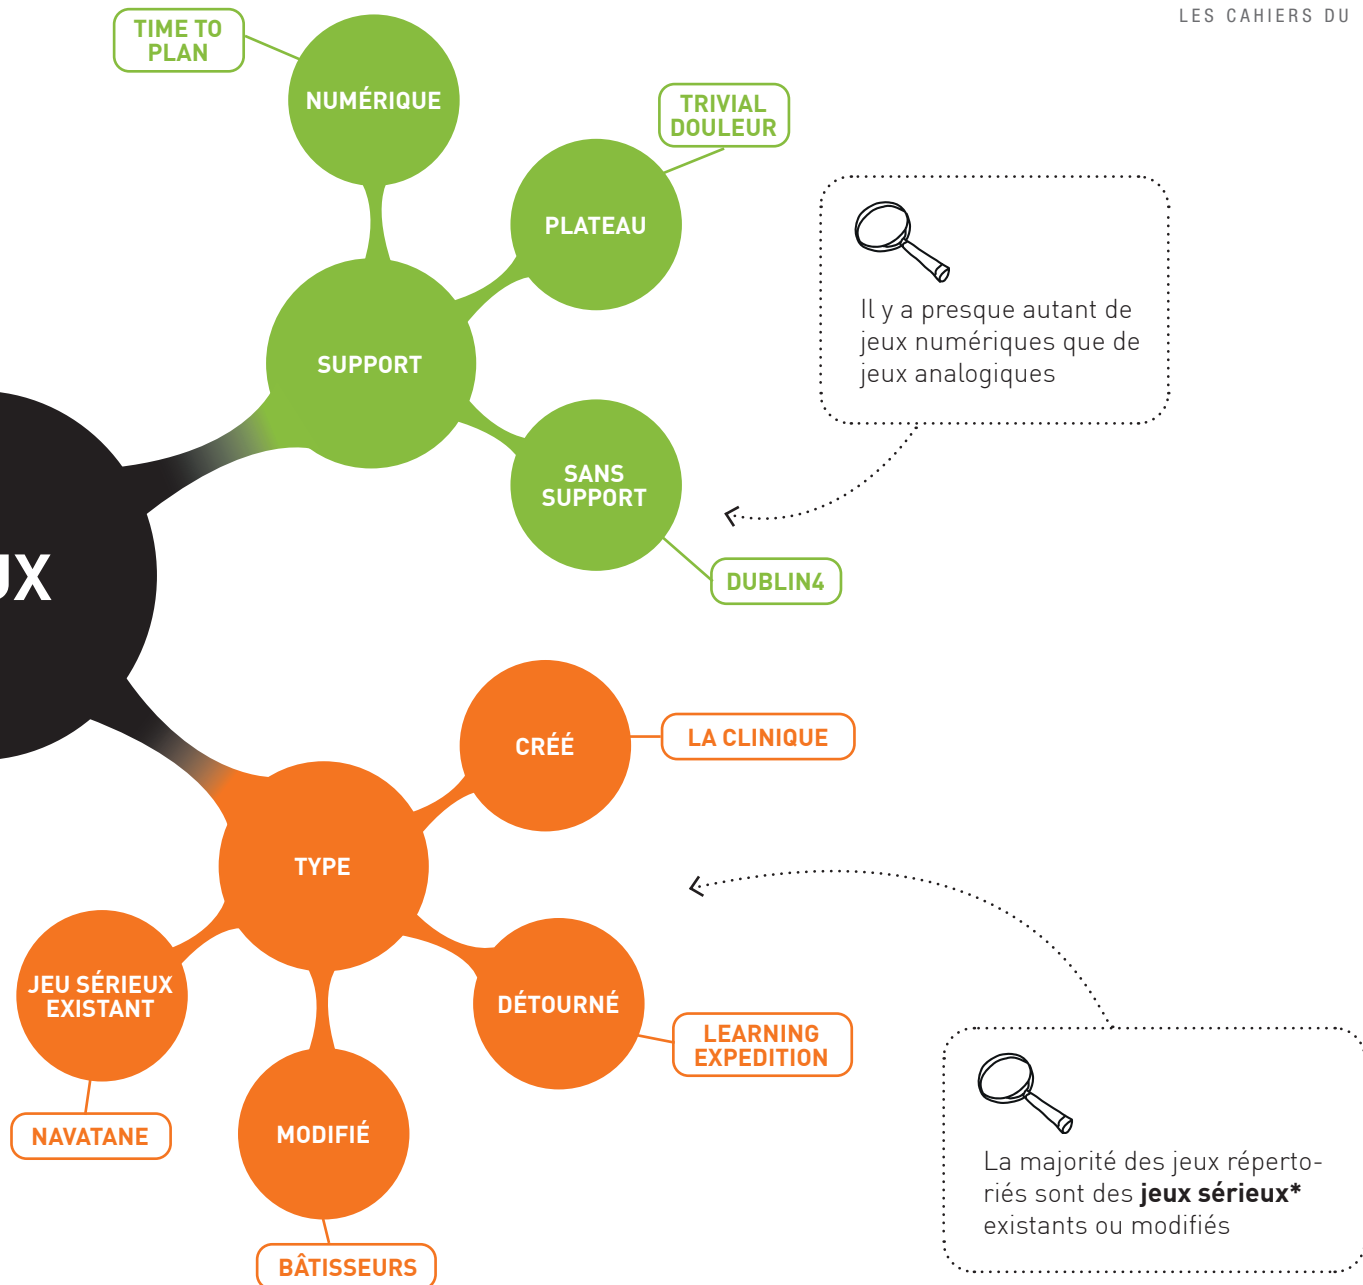 LES CAHIERS DU
TIME TO
PLAN
NUMÉRIQUE
TRIVIAL
DOULEUR
PLATEAU
Il y a presque autant de
jeux numériques que de
jeux analogiques
SUPPORT
SANS
SUPPORT
DUBLIN4
UX
CRÉÉ
LA CLINIQUE
TYPE
JEU SÉRIEUX
EXISTANT
DÉTOURNÉ
LEARNING
EXPEDITION
NAVATANE
MODIFIÉ
BÂTISSEURS
La majorité des jeux réperto-
riés sont des jeux sérieux*
existants ou modifiés